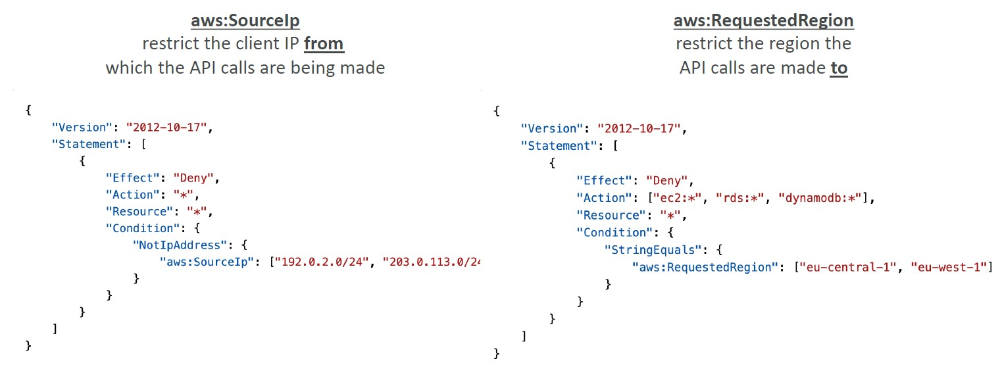 aws:SourceIp
restrict the client IP from
which the API calls are being made
{
    "Version": "2012-10-17",
    "Statement": [
        {
            "Effect": "Deny",
            "Action": "*",
            "Resource": "*",
            "Condition": {
                "NotIpAddress": {
                    "aws:SourceIp": ["192.0.2.0/24", "203.0.113.0/24
                }
            }
        }
    ]
}
aws:RequestedRegion
restrict the region the
API calls are made to
{
    "Version": "2012-10-17",
    "Statement": [
        {
            "Effect": "Deny",
            "Action": ["ec2:*", "rds:*", "dynamodb:*"],
            "Resource": "*",
            "Condition": {
                "StringEquals": {
                    "aws:RequestedRegion": ["eu-central-1", "eu-west-1"]
                }
            }
        }
    ]
}